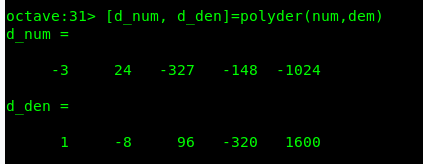 octave:31> [d_num, d_den]=polyder(num,dem)
d_num =
-3 24 -327 -148 -1024
d_den =
1 -8 96 -320 1600